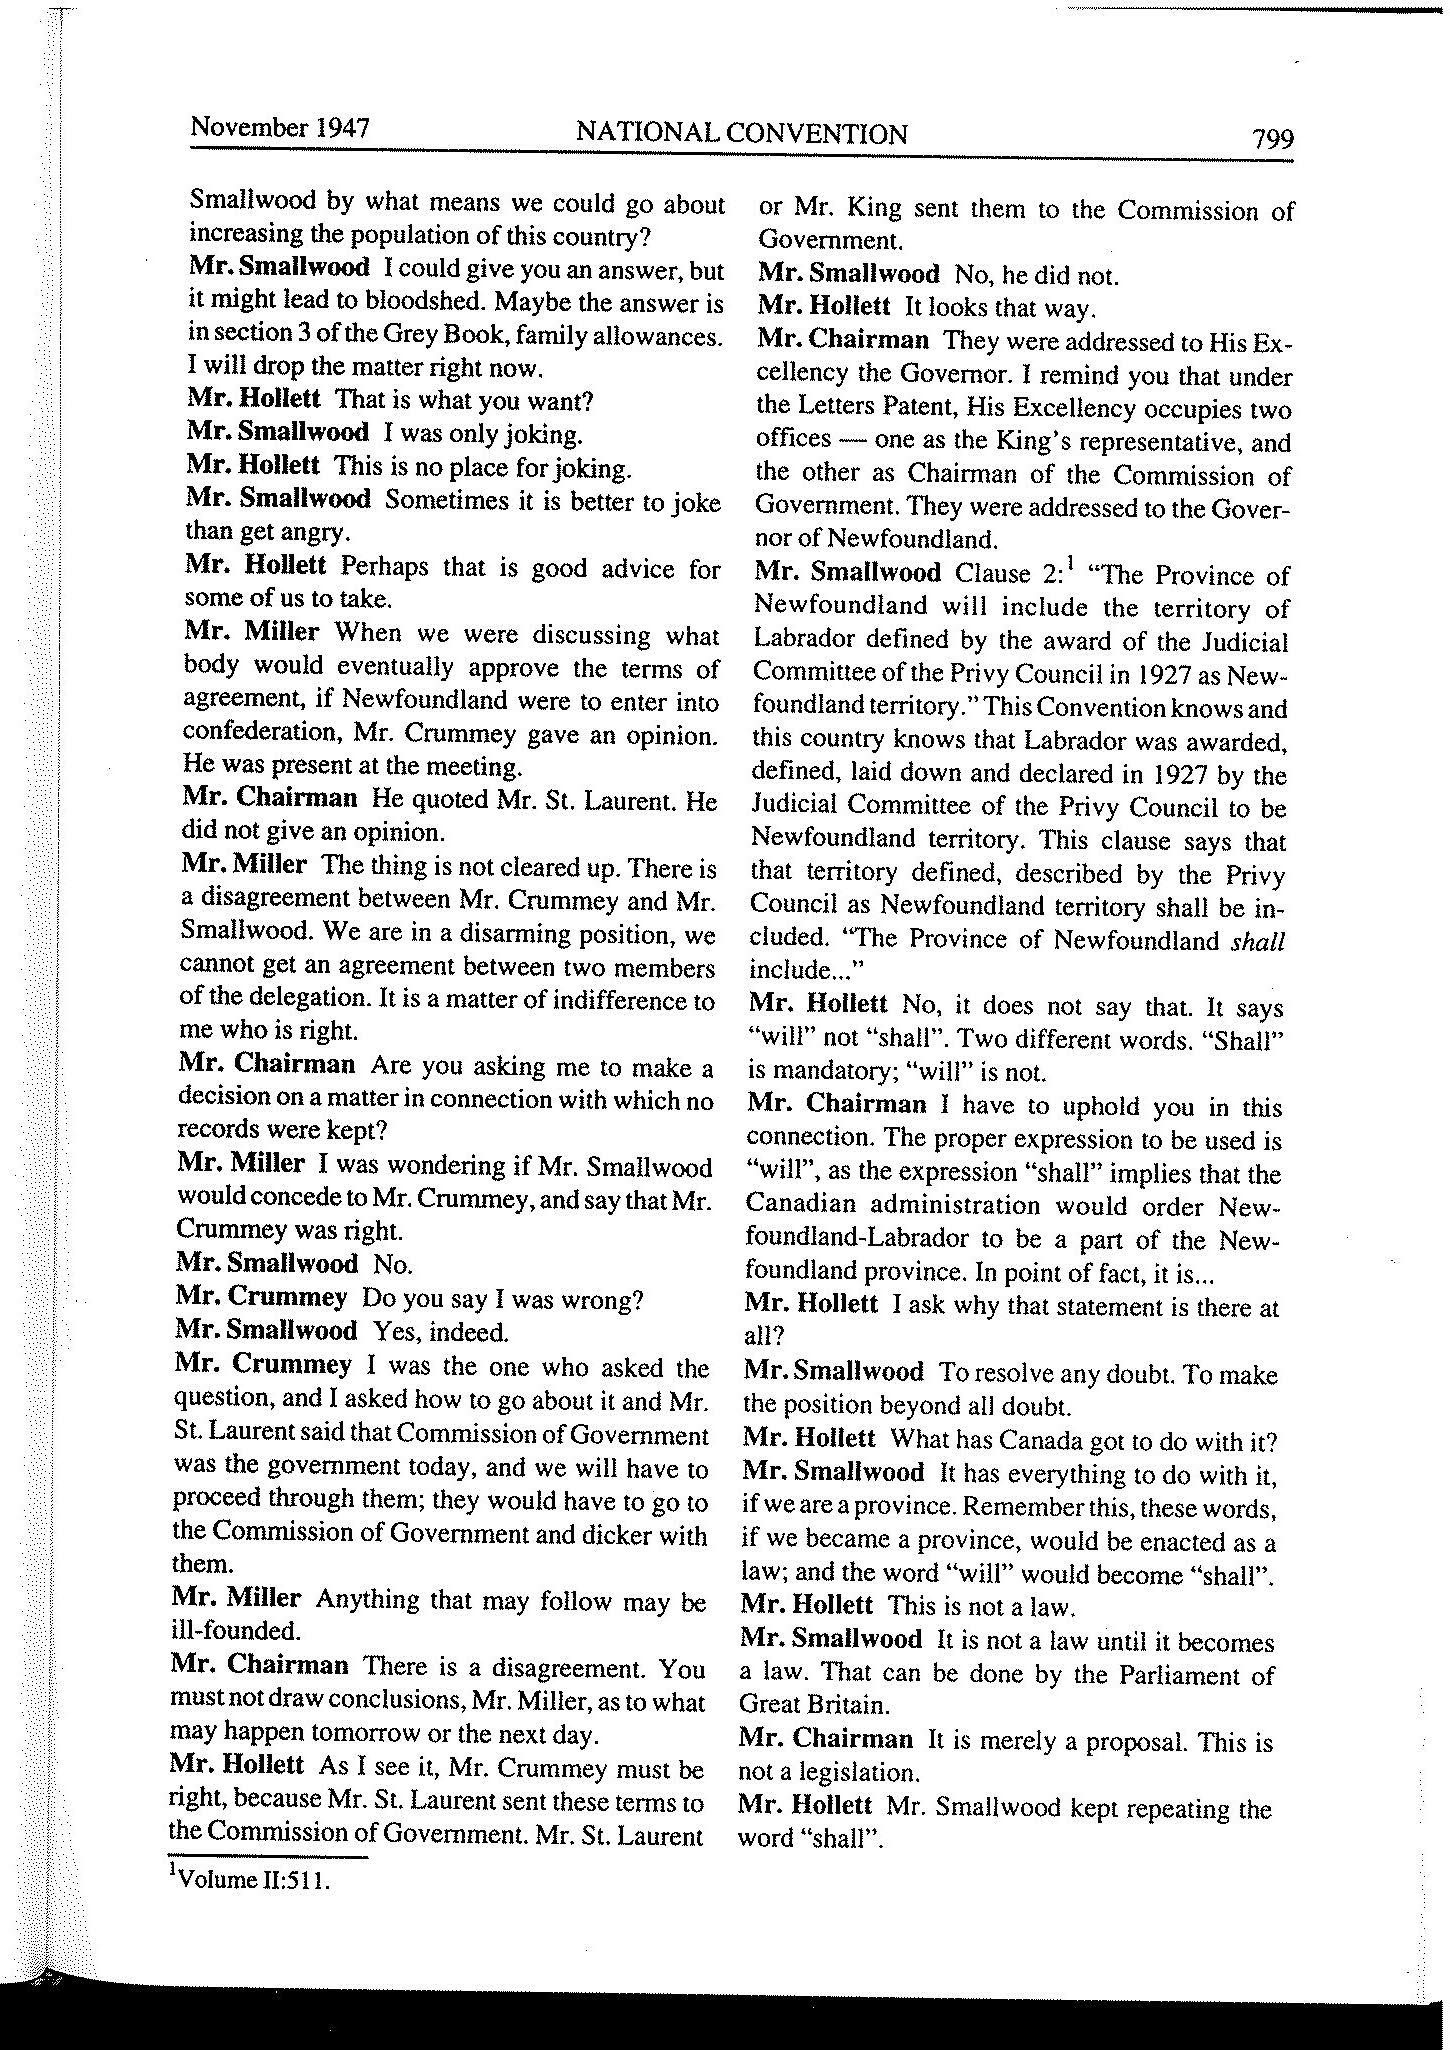 November 1947
NATIONAL CONVENTION
799
Smallwood by what means we could go about
increasing the population of this country?
Mr. Smallwood I could give you an answer, but
it might lead to bloodshed. Maybe the answer is
in section 3 of the Grey Book, family allowances.
I will drop the matter right now.
Mr. Hollett That is what you want?
Mr. Smallwood I was only joking.
Mr. Hollett This is no place for joking.
Mr. Smallwood Sometimes it is better to joke
than get angry.
Mr. Hollett Perhaps that is good advice for
some of us to take.
Mr. Miller When we were discussing what
body would eventually approve the terms of
agreement, if Newfoundland were to enter into
confederation, Mr. Crummey gave an opinion.
He was present at the meeting.
Mr. Chairman He quoted Mr. St. Laurent. He
did not give an opinion.
Mr. Miller The thing is not cleared up. There is
a disagreement between Mr. Crummey and Mr.
Smallwood. We are in a disarming position, we
cannot get an agreement between two members
of the delegation. It is a matter of indifference to
me who is right.
Mr. Chairman Are you asking me to make a
decision on a matter in connection with which no
records were kept?
Mr. Miller I was wondering if Mr. Smallwood
would concede to Mr. Crummey, and say that Mr.
Crummey was right.
Mr. Smallwood No.
Mr. Crummey Do you say I was wrong?
Mr. Smallwood Yes, indeed.
Mr. Crummey I was the one who asked the
question, and I asked how to go about it and Mr.
St. Laurent said that Commission of Government
was the government today, and we will have to
proceed through them; they would have to go to
the Commission of Government and dicker with
them.
Mr. Miller Anything that may follow may be
ill-founded.
Mr. Chairman There is a disagreement. You
must not draw conclusions, Mr. Miller, as to what
may happen tomorrow or the next day.
Mr. Hollett As I see it, Mr. Crummey must be
right, because Mr. St. Laurent sent these terms to
the Commission of Government. Mr. St. Laurent
or Mr. King sent them to the Commission of
Government.
Mr. Smallwood No, he did not.
Mr. Hollett It looks that way.
Mr. Chairman They were addressed to His Ex-
cellency the Governor. I remind you that under
the Letters Patent, His Excellency occupies two
offices — one as the King's representative, and
the other as Chairman of the Commission of
Government. They were addressed to the Gover-
nor of Newfoundland.
Mr. Smallwood Clause 2:1 “The Province of
Newfoundland will include the territory of
Labrador defined by the award of the Judicial
Committee of the Privy Council in 1927 as New-
foundland territory.” This Convention knows and
this country knows that Labrador was awarded,
defined, laid down and declared in 1927 by the
Judicial Committee of the Privy Council to be
Newfoundland territory. This clause says that
that territory defined, described by the Privy
Council as Newfoundland territory shall be in-
cluded. “The Province of Newfoundland shall
include...”
Mr. Hollett No, it does not say that. It says
“will” not “shall”. Two different words. “Shall”
is mandatory; “will” is not.
Mr. Chairman I have to uphold you in this
connection. The proper expression to be used is
“will”, as the expression “shall” implies that the
Canadian administration would order New-
foundland-Labrador to be a part of the New-
foundland province. In point of fact, it is...
Mr. Hollett I ask why that statement is there at
all?
Mr. Smallwood To resolve any doubt. To make
the position beyond all doubt.
Mr. Hollett What has Canada got to do with it?
Mr. Smallwood It has everything to do with it,
if we are a province. Remember this, these words,
if we became a province, would be enacted as a
law; and the word “will” would become “shall”.
Mr. Hollett This is not a law.
Mr. Smallwood It is not a law until it becomes
a law. That can be done by the Parliament of
Great Britain.
Mr. Chairman It is merely a proposal. This is
not a legislation.
Mr. Hollett Mr. Smallwood kept repeating the
word “shall”.
1Volume II:511.